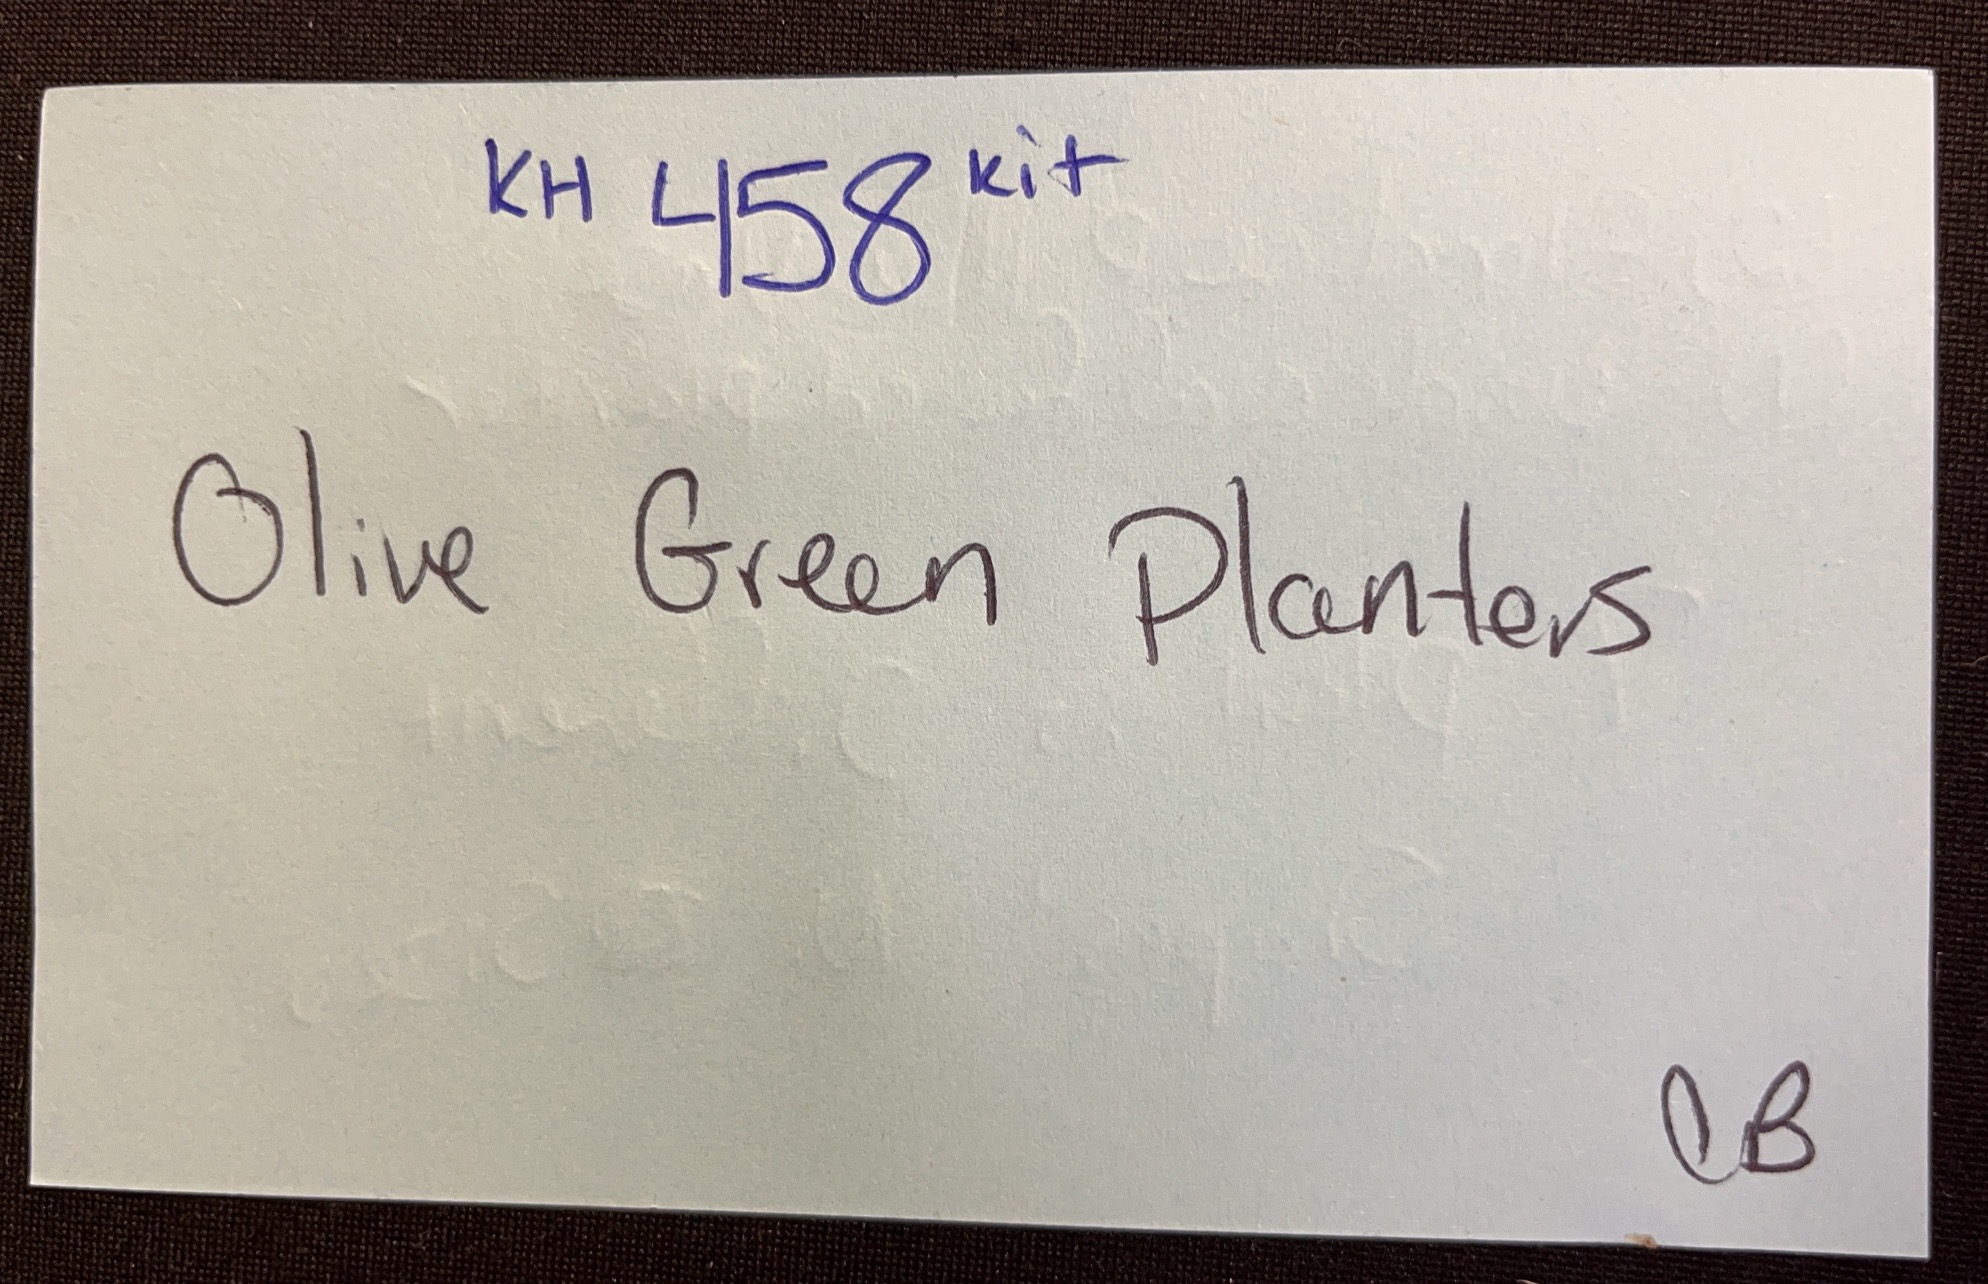 KH 458 Kit
Olive Green Planters
CB